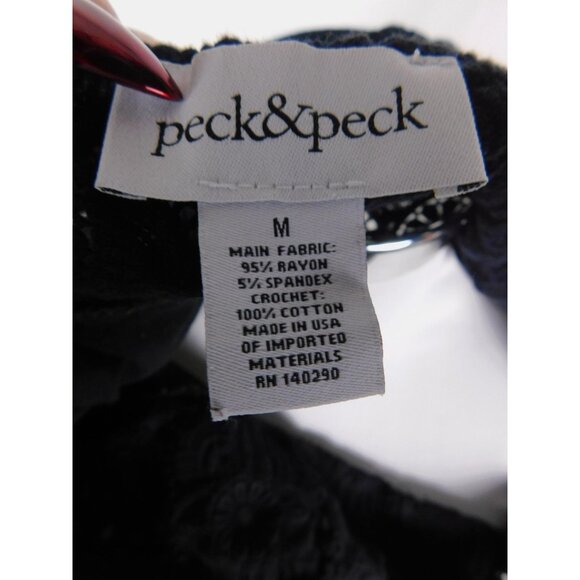 peck&peck
M
MAIN FABRIC:
95% RAYON
5% SPANDEX
CROCHET:
100% COTTON
MADE IN USA
OF IMPORTED
MATERIALS
RN 140290